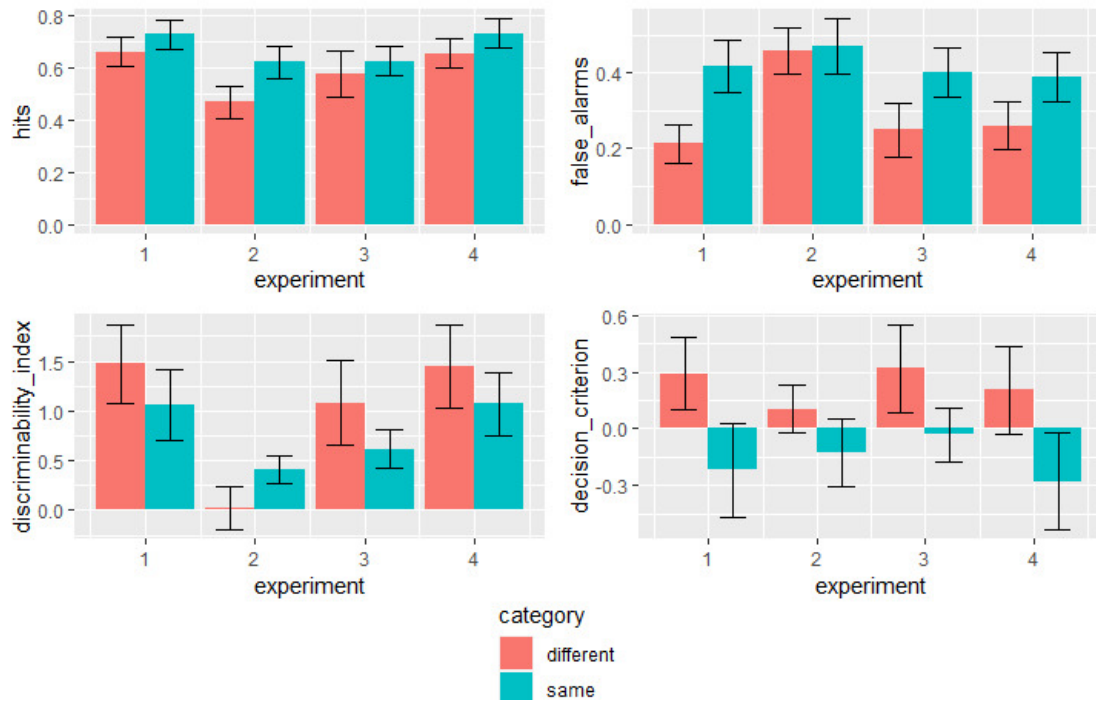 hits
0.8
0.6
0.4
0.2
0.0
1 2 3 4
experiment
false_alarms
0.4
0.2
0.0
1 2 3 4
experiment
discriminability_index
1.5
1.0
0.5
0.0
1 2 3 4
experiment
decision_criterion
0.6
0.3
0.0
-0.3
1 2 3 4
experiment
category
different
same